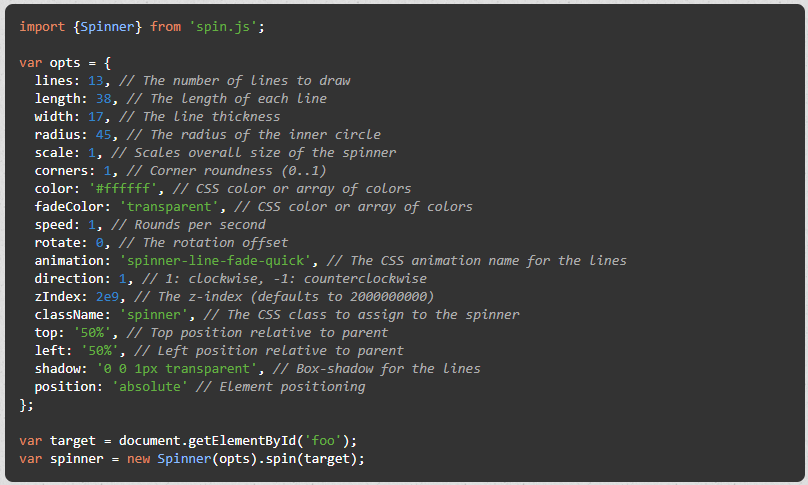 import {Spinner} from 'spin.js';

var opts = {
  lines: 13, // The number of lines to draw
  length: 38, // The length of each line
  width: 17, // The line thickness
  radius: 45, // The radius of the inner circle
  scale: 1, // Scales overall size of the spinner
  corners: 1, // Corner roundness (0..1)
  color: '#ffffff', // CSS color or array of colors
  fadeColor: 'transparent', // CSS color or array of colors
  speed: 1, // Rounds per second
  rotate: 0, // The rotation offset
  animation: 'spinner-line-fade-quick', // The CSS animation name for the lines
  direction: 1, // 1: clockwise, -1: counterclockwise
  zIndex: 2e9, // The z-index (defaults to 2000000000)
  className: 'spinner', // The CSS class to assign to the spinner
  top: '50%', // Top position relative to parent
  left: '50%', // Left position relative to parent
  shadow: '0 0 1px transparent', // Box-shadow for the lines
  position: 'absolute' // Element positioning
};

var target = document.getElementById('foo');
var spinner = new Spinner(opts).spin(target);